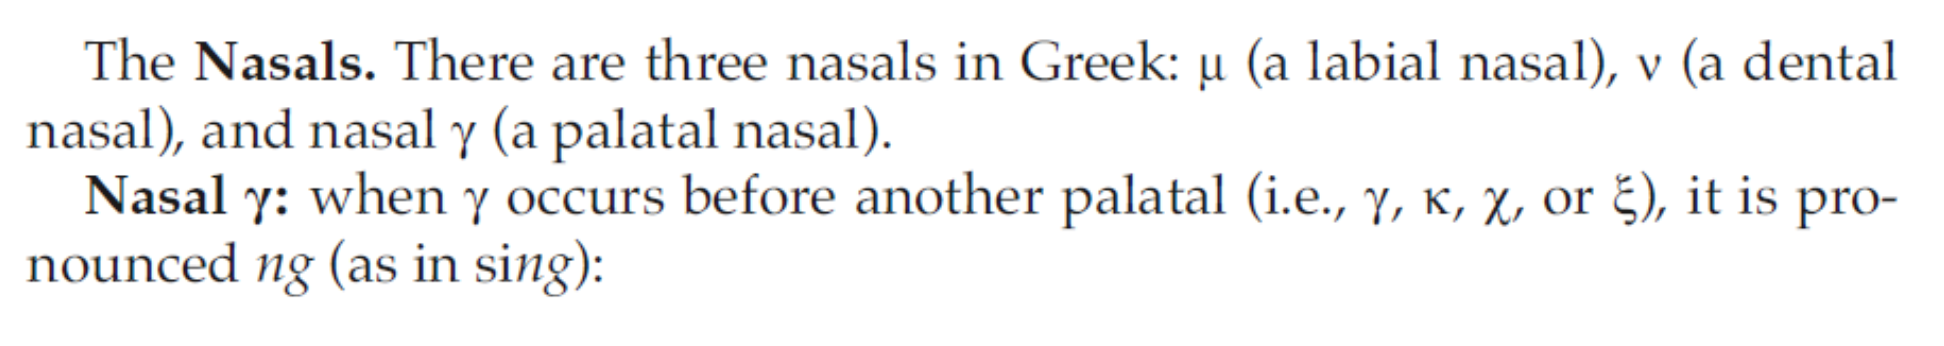 The Nasals. There are three nasals in Greek: μ (a labial nasal), ν (a dental
nasal), and nasal γ (a palatal nasal).
Nasal γ: when γ occurs before another palatal (i.e., γ, κ, χ, or ξ), it is pro-
nounced ng (as in sing):